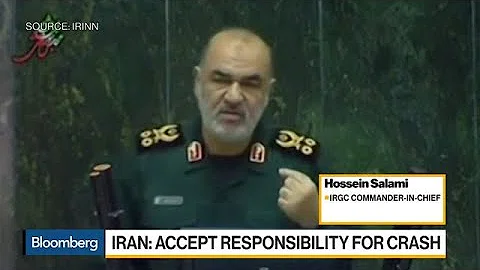 SOURCE: IRINN
Hossein Salami
IRGC COMMANDER-IN-CHIEF
Bloomberg
IRAN: ACCEPT RESPONSIBILITY FOR CRASH